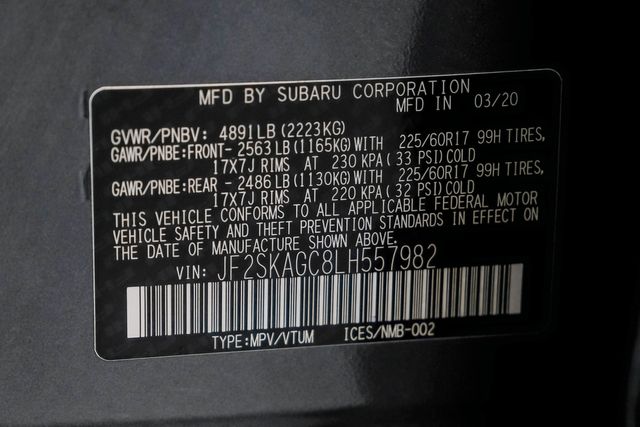 MFD BY SUBARU CORPORATION
MFD IN 03/20
GVWR/PNBV: 4891LB(2223KG)
GAWR/PNBE:FRONT-2563LB(1165KG)WITH 225/60R17 99H TIRES,
17X7J RIMS AT 230 KPA(33 PSI)COLD
GAWR/PNBE:REAR -2486LB(1130KG)WITH 225/60R17 99H TIRES,
17X7J RIMS AT 220 KPA(32 PSI)COLD
THIS VEHICLE CONFORMS TO ALL APPLICABLE FEDERAL MOTOR
VEHICLE SAFETY AND THEFT PREVENTION STANDARDS IN EFFECT ON
THE DATE OF MANUFACTURE SHOWN ABOVE.
VIN: JF2SKAGC8LH557982
TYPE:MPV/VTUM ICES/NMB-002